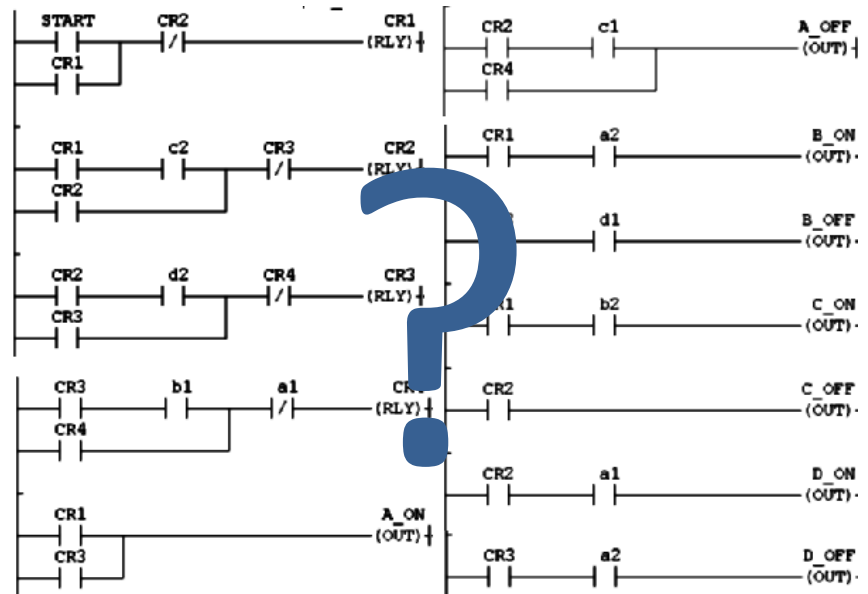 START CR2 CR1
(RLY)
CR1
CR1 c2 CR3 CR2
(RLY)
CR2
CR2 d2 CR4 CR3
(RLY)
CR3
CR3 b1 a1
(RLY)
CR4
CR1 A_ON
(OUT)
CR3
CR2 c1 A_OFF
(OUT)
CR4
CR1 a2 B_ON
(OUT)
d1 B_OFF
(OUT)
b2 C_ON
(OUT)
CR2 C_OFF
(OUT)
CR2 a1 D_ON
(OUT)
CR3 a2 D_OFF
(OUT)
?